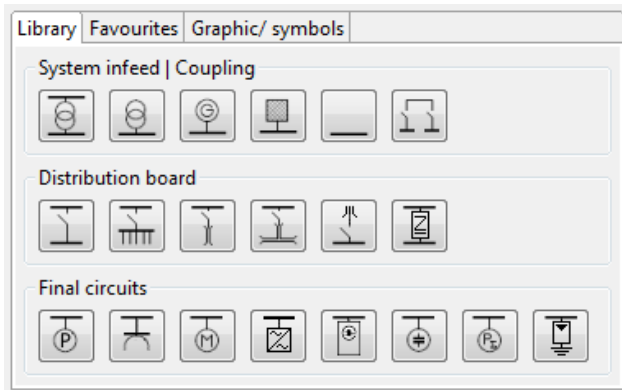 Library Favourites Graphic/ symbols
System infeed | Coupling
G
Distribution board
Z
Final circuits
P M P